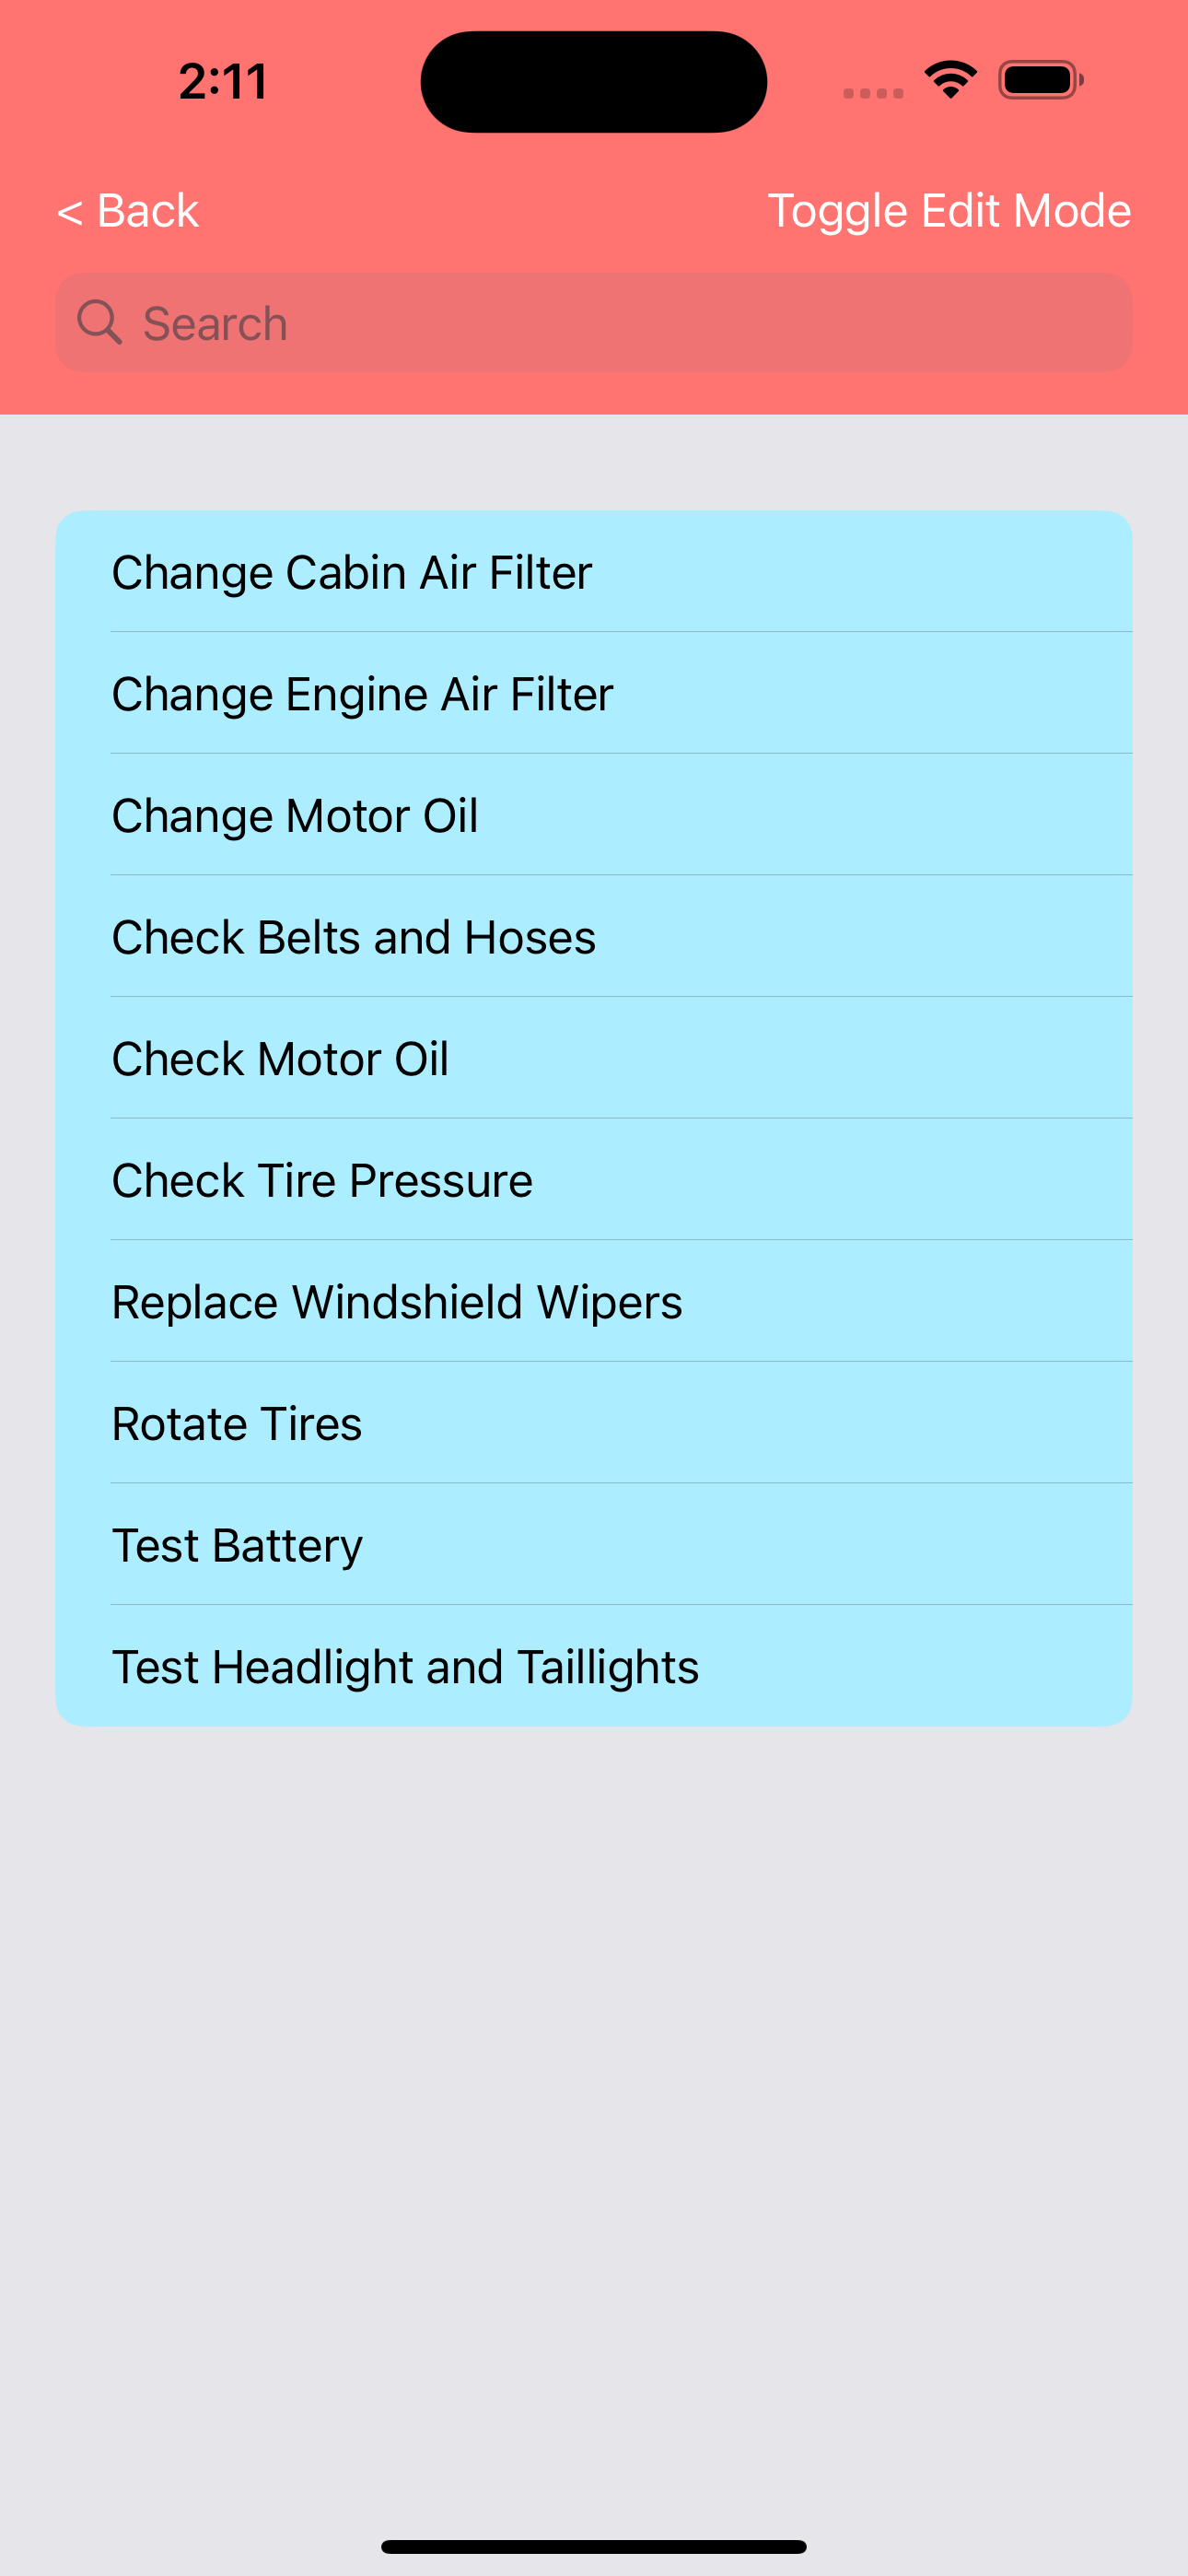 2:11
< Back Toggle Edit Mode
Search
Change Cabin Air Filter
Change Engine Air Filter
Change Motor Oil
Check Belts and Hoses
Check Motor Oil
Check Tire Pressure
Replace Windshield Wipers
Rotate Tires
Test Battery
Test Headlight and Taillights